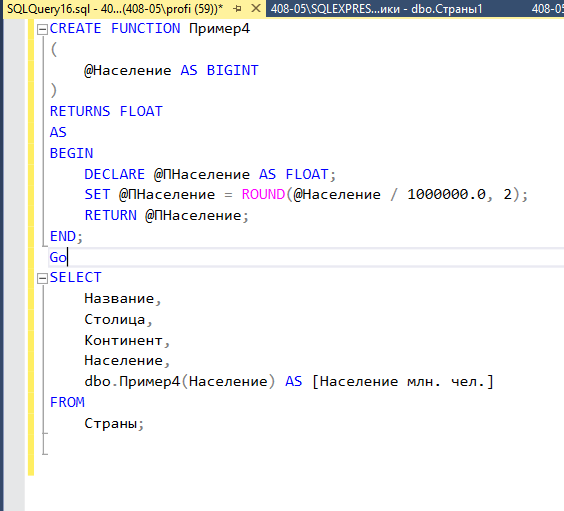 SQLQuery16.sql - 40...(408-05\profi (59))* 408-05\SQLEXPRES...ики - dbo.Страны1 408-05
CREATE FUNCTION Пример4
(
@Население AS BIGINT
)
RETURNS FLOAT
AS
BEGIN
DECLARE @ПНаселение AS FLOAT;
SET @ПНаселение = ROUND(@Население / 1000000.0, 2);
RETURN @ПНаселение;
END;
Go
SELECT
Название,
Столица,
Континент,
Население,
dbo.Пример4(Население) AS [Население млн. чел.]
FROM
Страны;